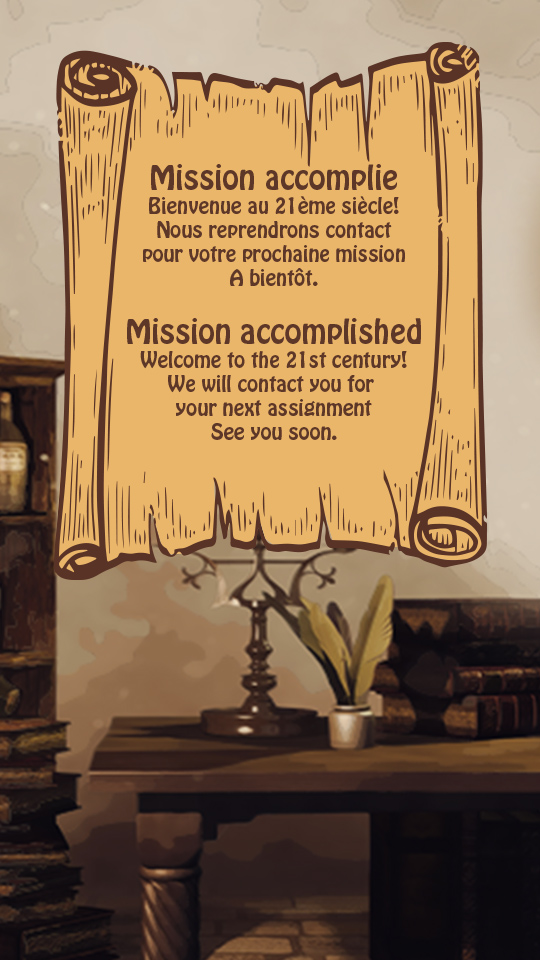 Mission accomplie
Bienvenue au 21ème siècle!
Nous reprendrons contact
pour votre prochaine mission
A bientôt.
Mission accomplished
Welcome to the 21st century!
We will contact you for
your next assignment
See you soon.